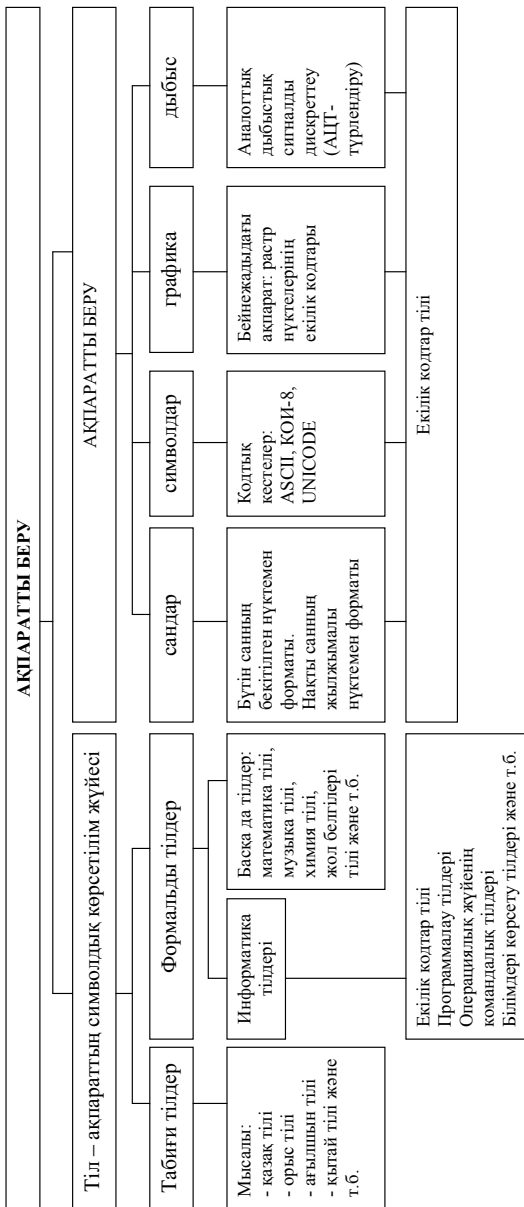 АҚПАРАТТЫ БЕРУ
Тіл – ақпараттың символдық көрсетілім жүйесі
АҚПАРАТТЫ БЕРУ
Табиғи тілдер
Формальды тілдер
сандар
символдар
графика
дыбыс
Мысалы:
- қазақ тілі
- орыс тілі
- ағылшын тілі
- қытай тілі және
т.б.
Информатика
тілдері
Басқа да тілдер:
математика тілі,
музыка тілі,
химия тілі,
жол белгілері
тілі және т.б.
Бүтін санның
бекітілген нүктемен
форматы.
Нақты санның
жылжымалы
нүктемен форматы
Кодтық
кестелер:
ASCII, КОИ-8,
UNICODE
Бейнежадыдағы
ақпарат: растр
нүктелерінің
екілік кодтары
Аналогтық
дыбыстық
сигналды
дискреттеу
(АЦТ-
түрлендіру)
Екілік кодтар тілі
Программалау тілдері
Операциялық жүйенің
командалық тілдері
Білімдері көрсету тілдері және т.б.
Екілік кодтар тілі